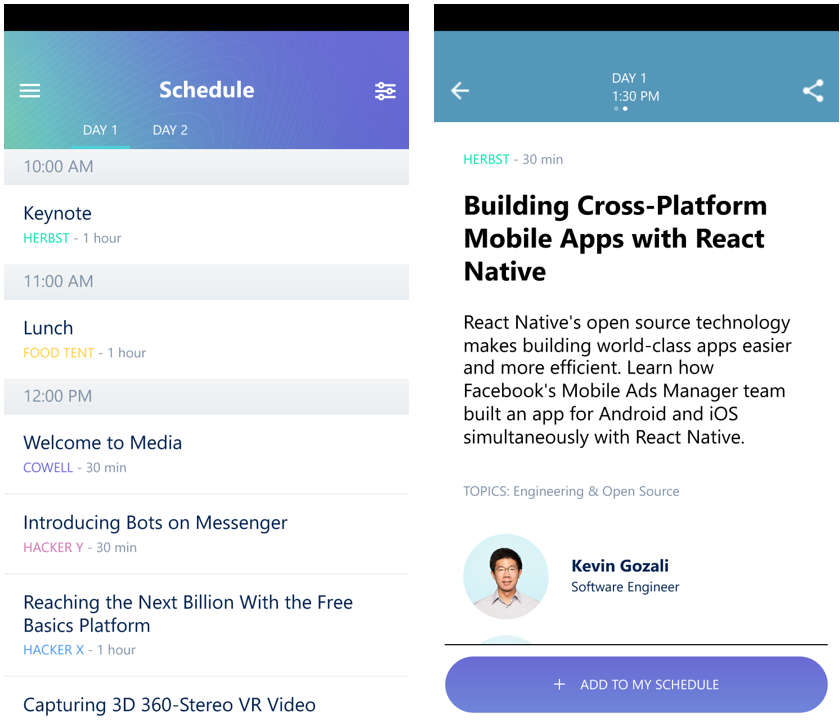 Schedule
DAY 1
DAY 2
10:00 AM
Keynote
HERBST - 1 hour
11:00 AM
Lunch
FOOD TENT - 1 hour
12:00 PM
Welcome to Media
COWELL - 30 min
Introducing Bots on Messenger
HACKER Y - 30 min
Reaching the Next Billion With the Free
Basics Platform
HACKER X - 1 hour
Capturing 3D 360-Stereo VR Video
DAY 1
1:30 PM
HERBST - 30 min
Building Cross-Platform
Mobile Apps with React
Native
React Native's open source technology
makes building world-class apps easier
and more efficient. Learn how
Facebook's Mobile Ads Manager team
built an app for Android and iOS
simultaneously with React Native.
TOPICS: Engineering & Open Source
Kevin Gozali
Software Engineer
+ ADD TO MY SCHEDULE